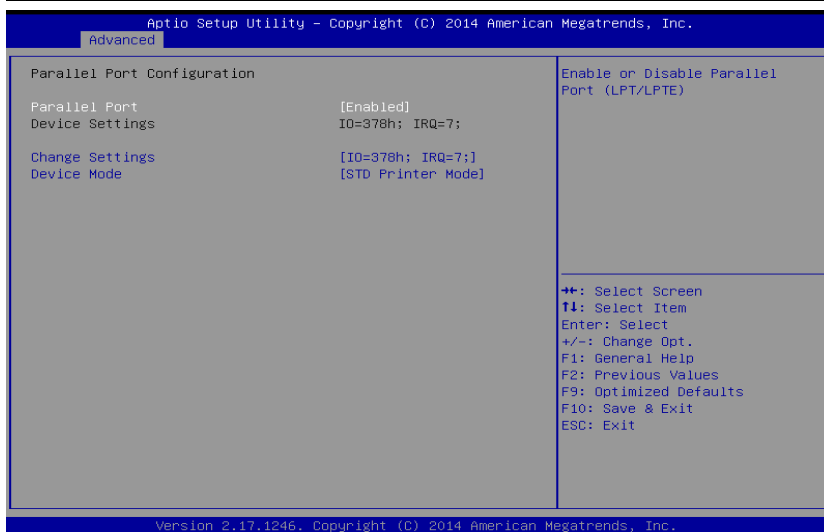 Aptio Setup Utility – Copyright (C) 2014 American Megatrends, Inc.
Advanced
Parallel Port Configuration
Parallel Port [Enabled]
Device Settings IO=378h; IRQ=7;
Change Settings [IO=378h; IRQ=7;]
Device Mode [STD Printer Mode]
Enable or Disable Parallel
Port (LPT/LPTE)
→←: Select Screen
↑↓: Select Item
Enter: Select
+/-: Change Opt.
F1: General Help
F2: Previous Values
F9: Optimized Defaults
F10: Save & Exit
ESC: Exit
Version 2.17.1246. Copyright (C) 2014 American Megatrends, Inc.